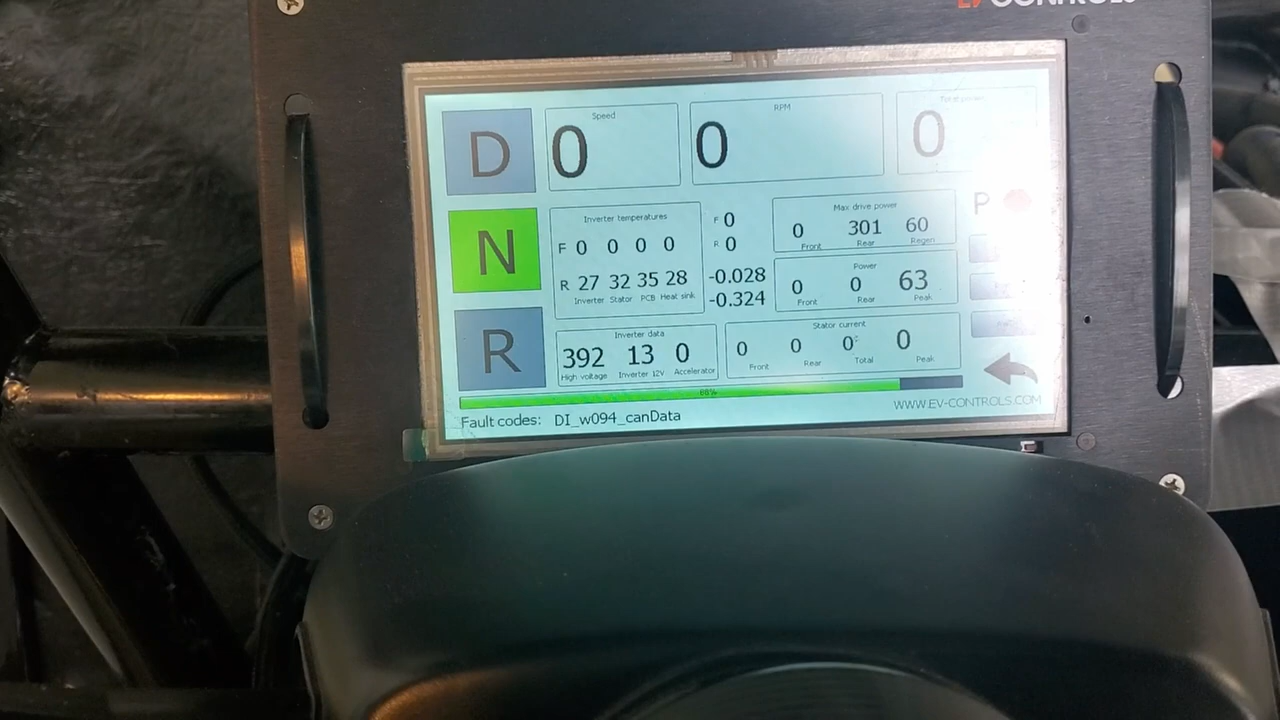 EV CONTROLS
D
Speed
0
RPM
0
0
N
Inverter temperatures
F 0 0 0 0
R 27 32 35 28
Inverter Stator PCB Heat sink
F 0
R 0
-0.028
-0.324
Max drive power
0 301 60
Front Rear Regen
Power
0 0 63
Front Rear Peak
P
R
Inverter data
392 13 0
High voltage Inverter 12V Accelerator
Stator current
0 0 0 0
Front Rear Total Peak
Fault codes: DI_w094_canData
WWW.EV-CONTROLS.COM